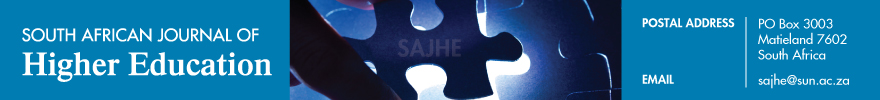 SOUTH AFRICAN JOURNAL OF
Higher Education
SAJHE
POSTAL ADDRESS
PO Box 3003
Matieland 7602
South Africa
EMAIL
sajhe@sun.ac.za